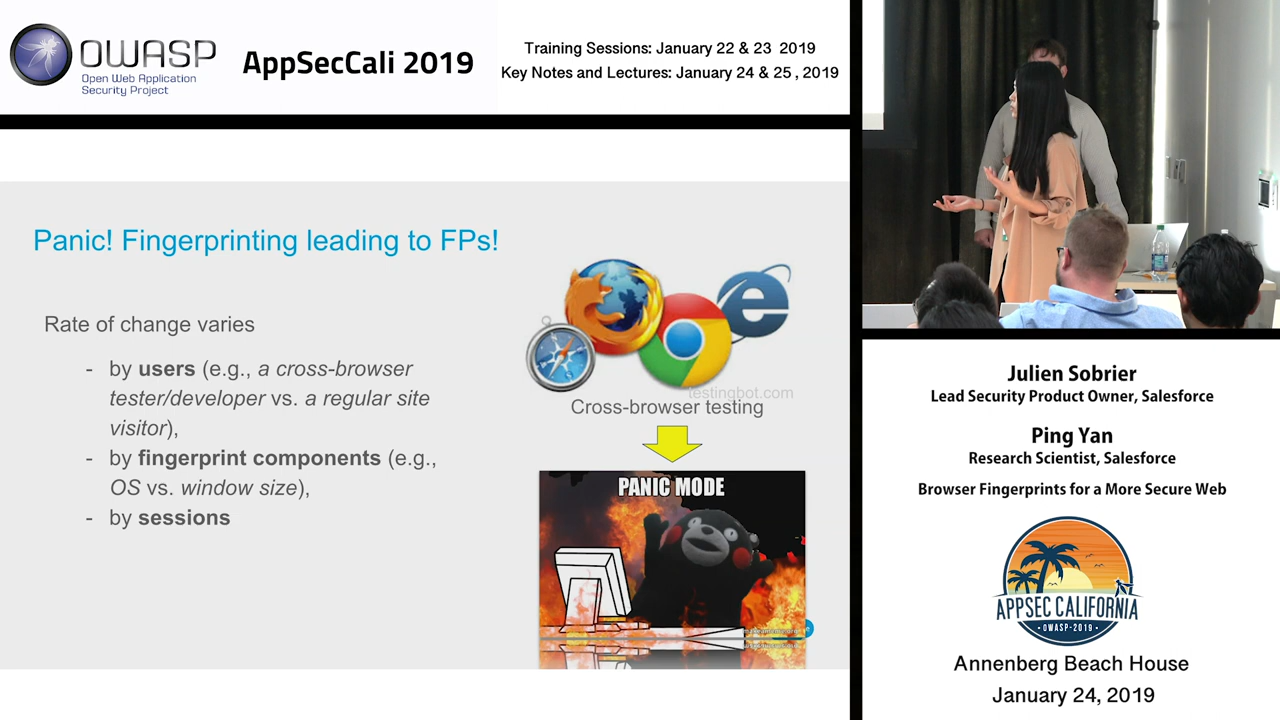 OWASP
Open Web Application
Security Project
AppSecCali 2019
Training Sessions: January 22 & 23 2019
Key Notes and Lectures: January 24 & 25, 2019
Panic! Fingerprinting leading to FPs!
Rate of change varies
- by users (e.g., a cross-browser
tester/developer vs. a regular site
visitor),
- by fingerprint components (e.g.,
OS vs. window size),
- by sessions
testingbot.com
Cross-browser testing
PANIC MODE
Julien Sobrier
Lead Security Product Owner, Salesforce
Ping Yan
Research Scientist, Salesforce
Browser Fingerprints for a More Secure Web
APPSEC CALIFORNIA
OWASP-2019
Annenberg Beach House
January 24, 2019